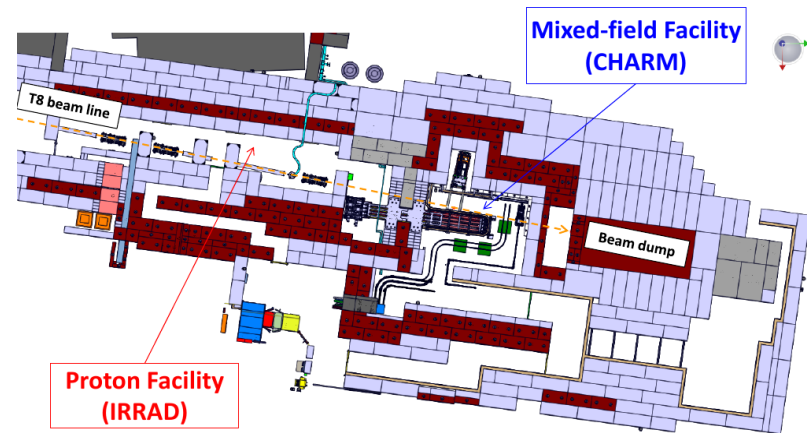 Mixed-field Facility
(CHARM)
T8 beam line
Beam dump
Proton Facility
(IRRAD)